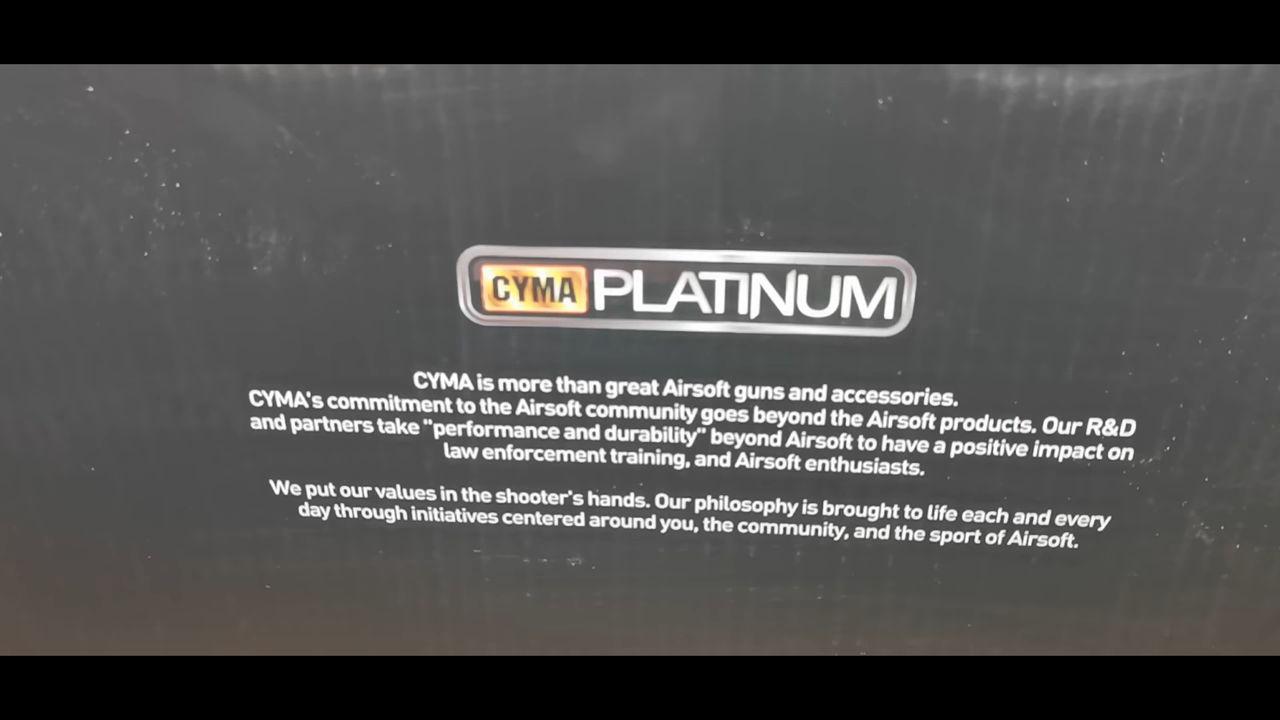 CYMA PLATINUM
CYMA is more than great Airsoft guns and accessories.
CYMA's commitment to the Airsoft community goes beyond the Airsoft products. Our R&D
and partners take "performance and durability" beyond Airsoft to have a positive impact on
law enforcement training, and Airsoft enthusiasts.
We put our values in the shooter's hands. Our philosophy is brought to life each and every
day through initiatives centered around you, the community, and the sport of Airsoft.